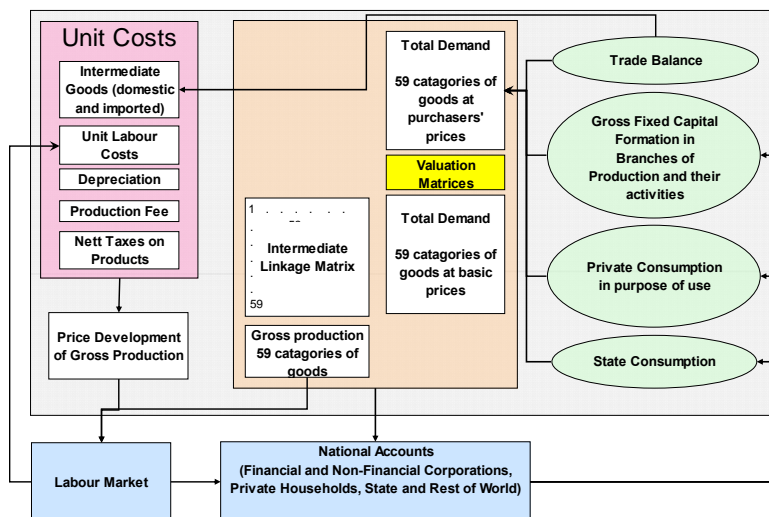 Unit Costs
Intermediate
Goods (domestic
and imported)
Unit Labour
Costs
Depreciation
Production Fee
Nett Taxes on
Products
Price Development
of Gross Production
Total Demand
59 catagories of
goods at
purchasers'
prices
Valuation
Matrices
Total Demand
59 catagories of
goods at basic
prices
1 . . . . . .
.
.
.
.
.
59
Intermediate
Linkage Matrix
Gross production
59 catagories of
goods
Trade Balance
Gross Fixed Capital
Formation in
Branches of
Production and their
activities
Private Consumption
in purpose of use
State Consumption
Labour Market
National Accounts
(Financial and Non-Financial Corporations,
Private Households, State and Rest of World)